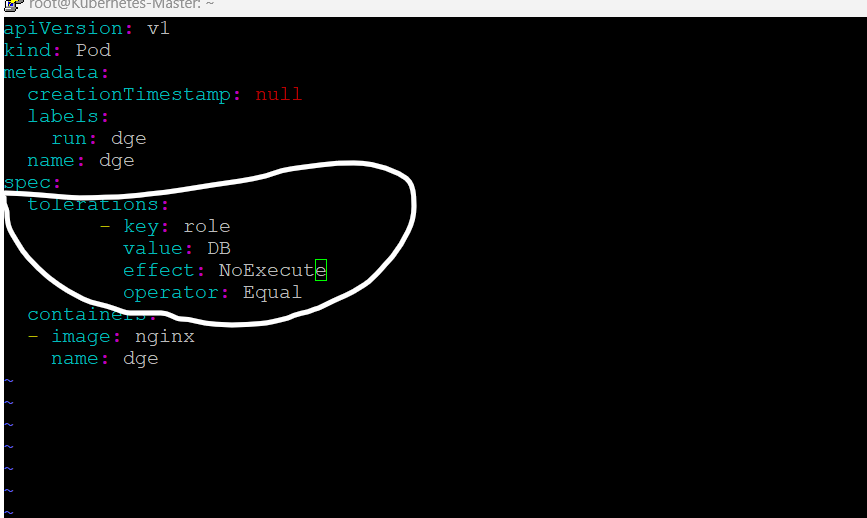 root@Kubernetes-Master: ~
apiVersion: v1
kind: Pod
metadata:
  creationTimestamp: null
  labels:
    run: dge
  name: dge
spec:
  tolerations:
        - key: role
          value: DB
          effect: NoExecute
          operator: Equal
  containers:
  - image: nginx
    name: dge
~
~
~
~
~
~
~